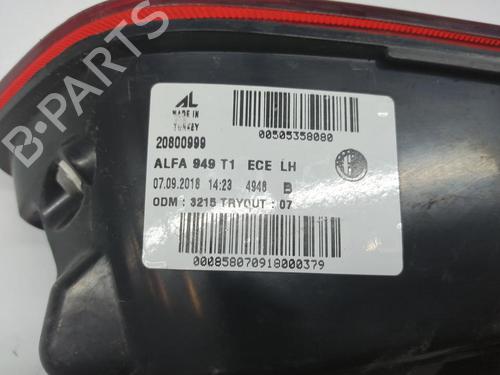 B-PARTS
AL
MADE IN
TURKEY
00505358080
20800999
ALFA 949 T1 ECE LH
07.09.2018 14:23 4948 B
ODM : 3215 TRYOUT : 07
000858070918000379